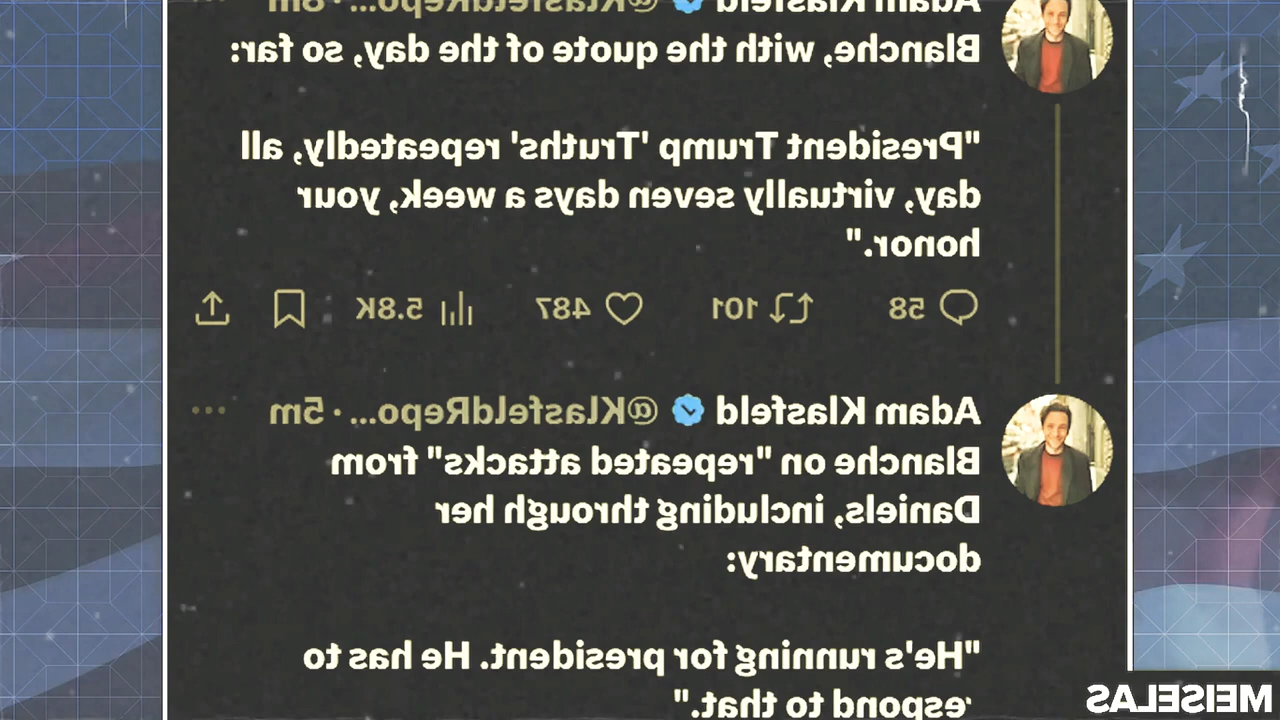 Adam Klasfeld @KlasfeldRepo... · 8m
Blanche, with the quote of the day, so far:
"President Trump 'Truths' repeatedly, all
day, virtually seven days a week, your
honor."
58 101 487 5.8K
Adam Klasfeld @KlasfeldRepo... · 5m
Blanche on "repeated attacks" from
Daniels, including through her
documentary:
"He's running for president. He has to
respond to that."
MEISELAS